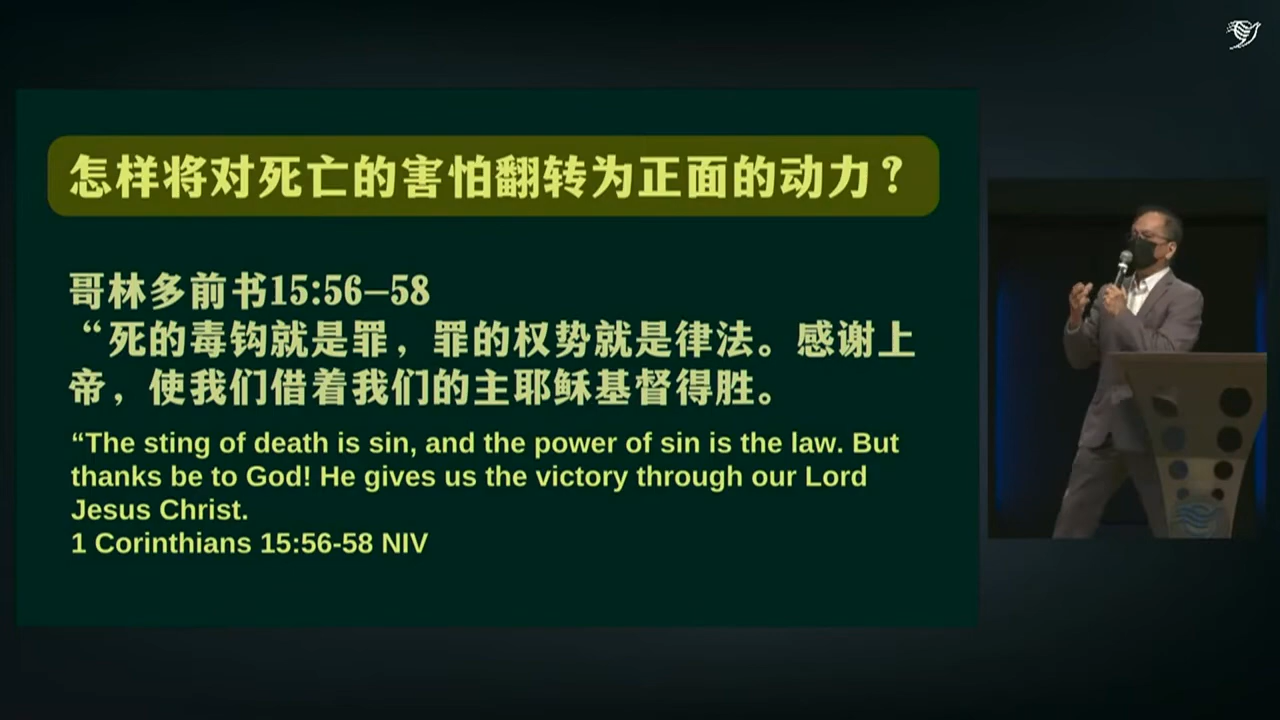 怎样将对死亡的害怕翻转为正面的动力？
哥林多前书15:56–58
“死的毒钩就是罪，罪的权势就是律法。感谢上
帝，使我们借着我们的主耶稣基督得胜。
“The sting of death is sin, and the power of sin is the law. But
thanks be to God! He gives us the victory through our Lord
Jesus Christ.
1 Corinthians 15:56-58 NIV